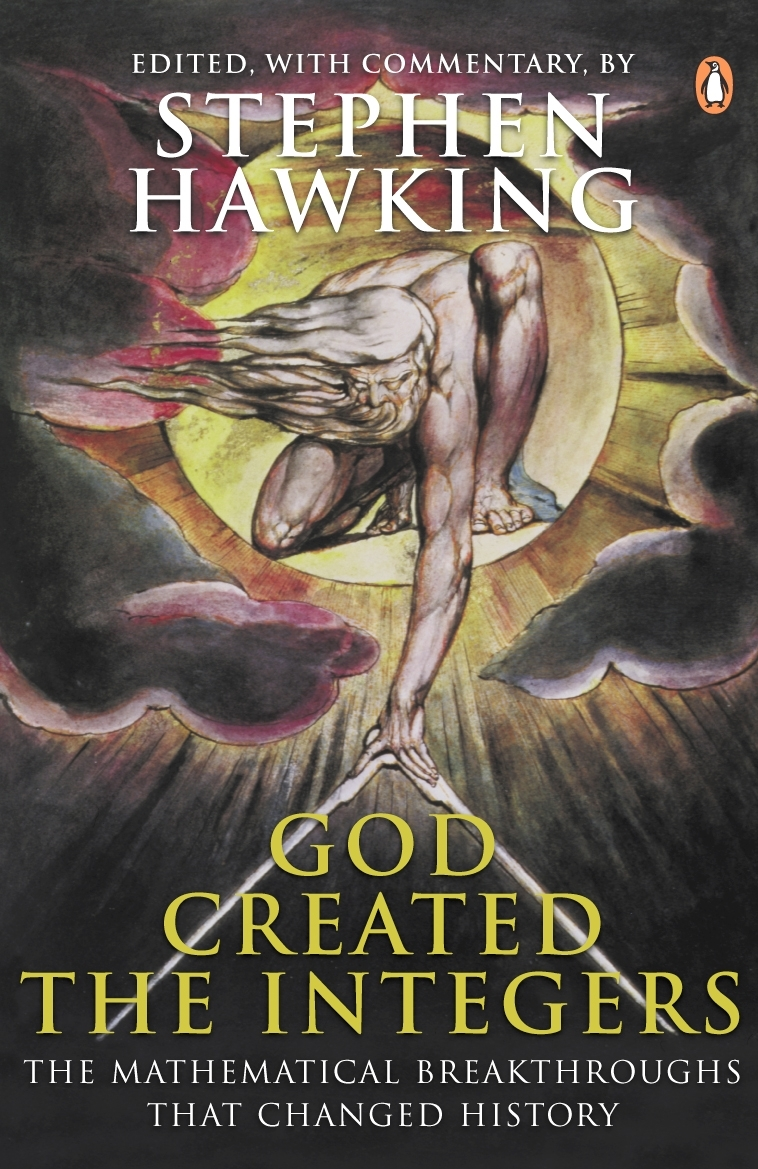 EDITED, WITH COMMENTARY, BY
STEPHEN
HAWKING
GOD
CREATED
THE INTEGERS
THE MATHEMATICAL BREAKTHROUGHS
THAT CHANGED HISTORY